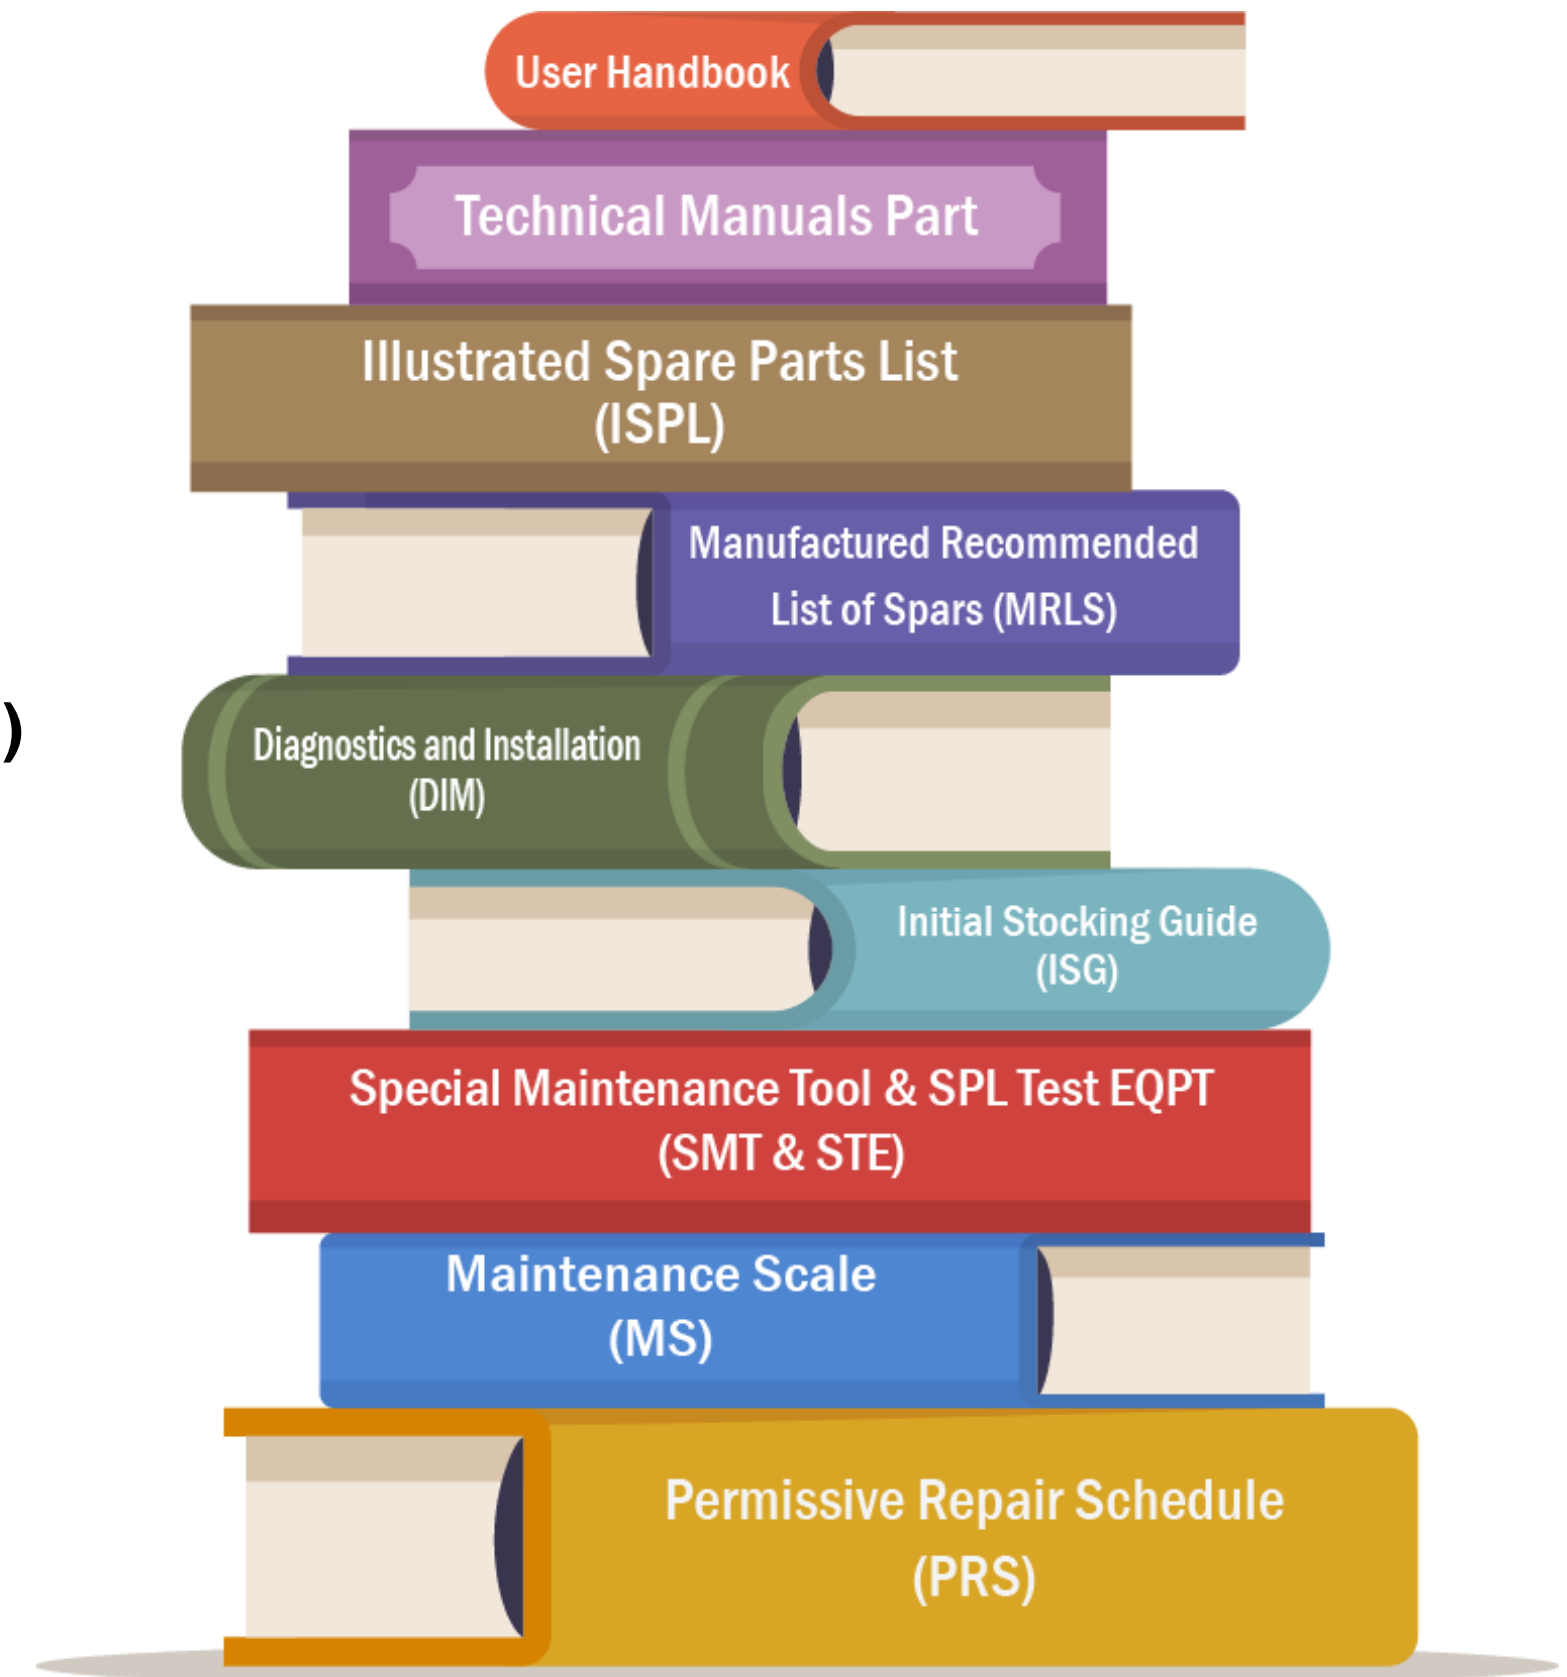 User Handbook
Technical Manuals Part
Illustrated Spare Parts List
(ISPL)
Manufactured Recommended
List of Spars (MRLS)
)
Diagnostics and Installation
(DIM)
Initial Stocking Guide
(ISG)
Special Maintenance Tool & SPL Test EQPT
(SMT & STE)
Maintenance Scale
(MS)
Permissive Repair Schedule
(PRS)